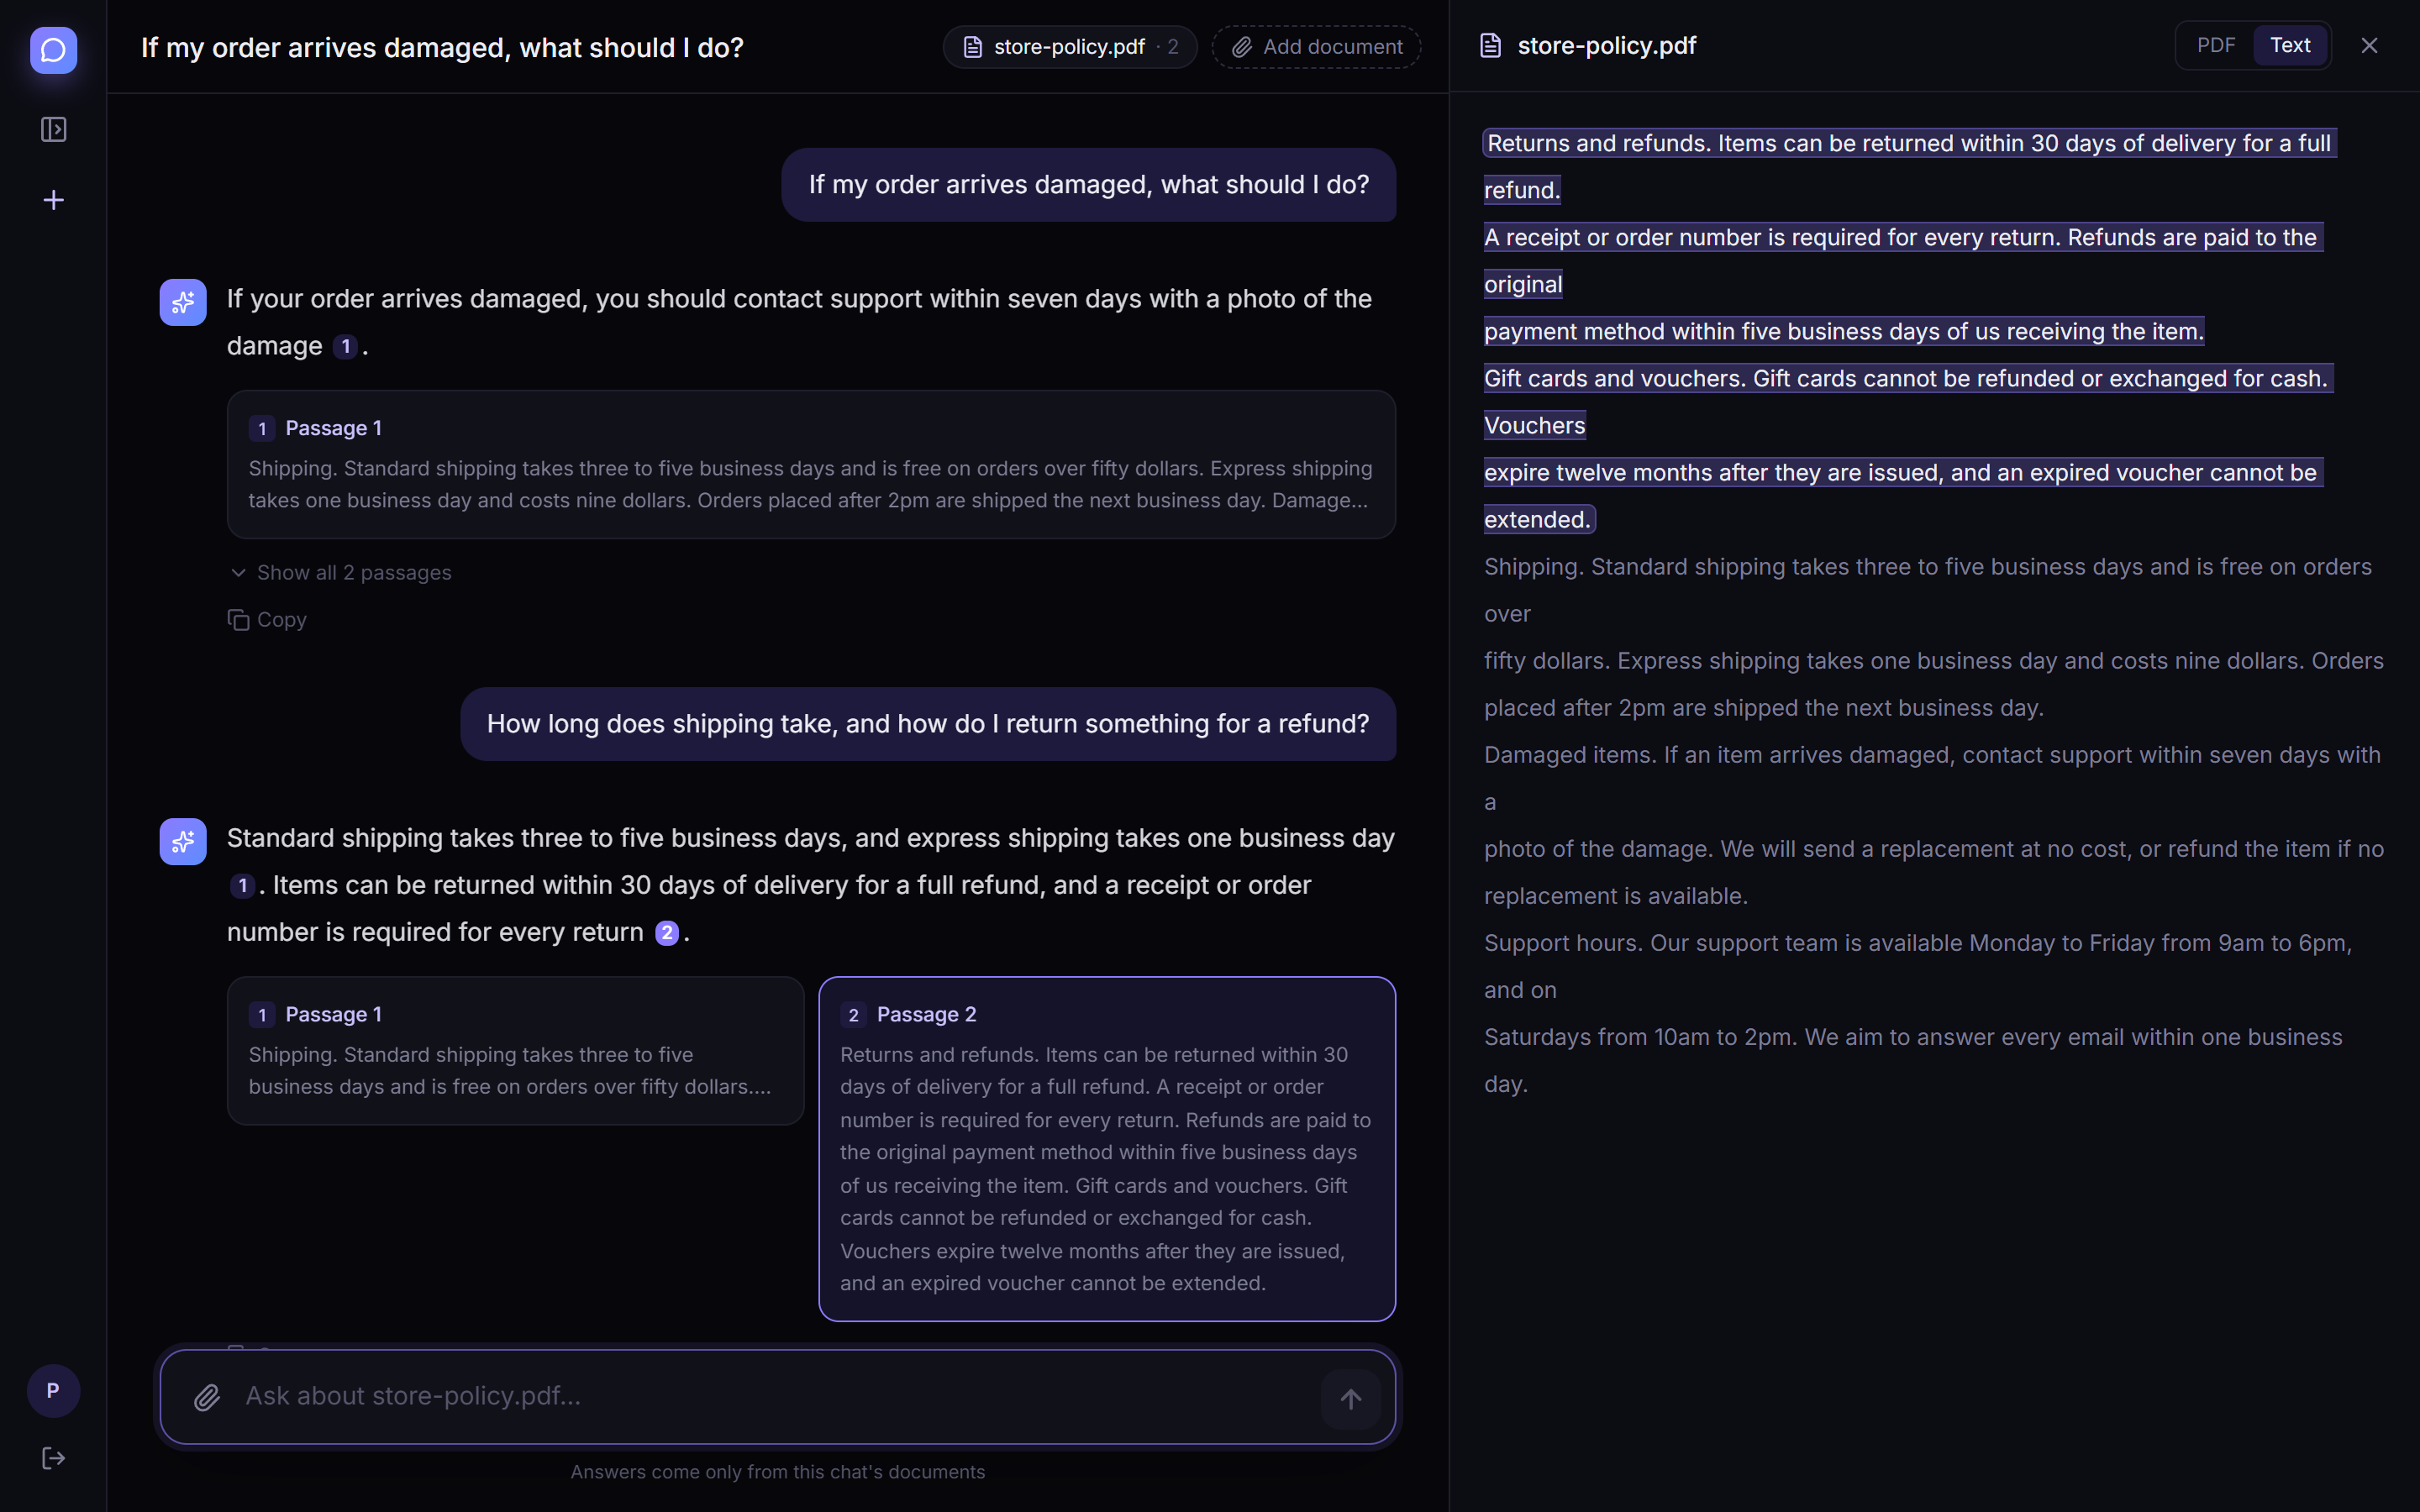 If my order arrives damaged, what should I do?
store-policy.pdf · 2
Add document
If my order arrives damaged, what should I do?
If your order arrives damaged, you should contact support within seven days with a photo of the
damage 1 .
1 Passage 1
Shipping. Standard shipping takes three to five business days and is free on orders over fifty dollars. Express shipping
takes one business day and costs nine dollars. Orders placed after 2pm are shipped the next business day. Damage...
Show all 2 passages
Copy
How long does shipping take, and how do I return something for a refund?
Standard shipping takes three to five business days, and express shipping takes one business day
1 . Items can be returned within 30 days of delivery for a full refund, and a receipt or order
number is required for every return 2 .
1 Passage 1
Shipping. Standard shipping takes three to five
business days and is free on orders over fifty dollars....
2 Passage 2
Returns and refunds. Items can be returned within 30
days of delivery for a full refund. A receipt or order
number is required for every return. Refunds are paid to
the original payment method within five business days
of us receiving the item. Gift cards and vouchers. Gift
cards cannot be refunded or exchanged for cash.
Vouchers expire twelve months after they are issued,
and an expired voucher cannot be extended.
Ask about store-policy.pdf...
Answers come only from this chat's documents
P
store-policy.pdf
PDF
Text
Returns and refunds. Items can be returned within 30 days of delivery for a full
refund.
A receipt or order number is required for every return. Refunds are paid to the
original
payment method within five business days of us receiving the item.
Gift cards and vouchers. Gift cards cannot be refunded or exchanged for cash.
Vouchers
expire twelve months after they are issued, and an expired voucher cannot be
extended.
Shipping. Standard shipping takes three to five business days and is free on orders
over
fifty dollars. Express shipping takes one business day and costs nine dollars. Orders
placed after 2pm are shipped the next business day.
Damaged items. If an item arrives damaged, contact support within seven days with
a
photo of the damage. We will send a replacement at no cost, or refund the item if no
replacement is available.
Support hours. Our support team is available Monday to Friday from 9am to 6pm,
and on
Saturdays from 10am to 2pm. We aim to answer every email within one business
day.